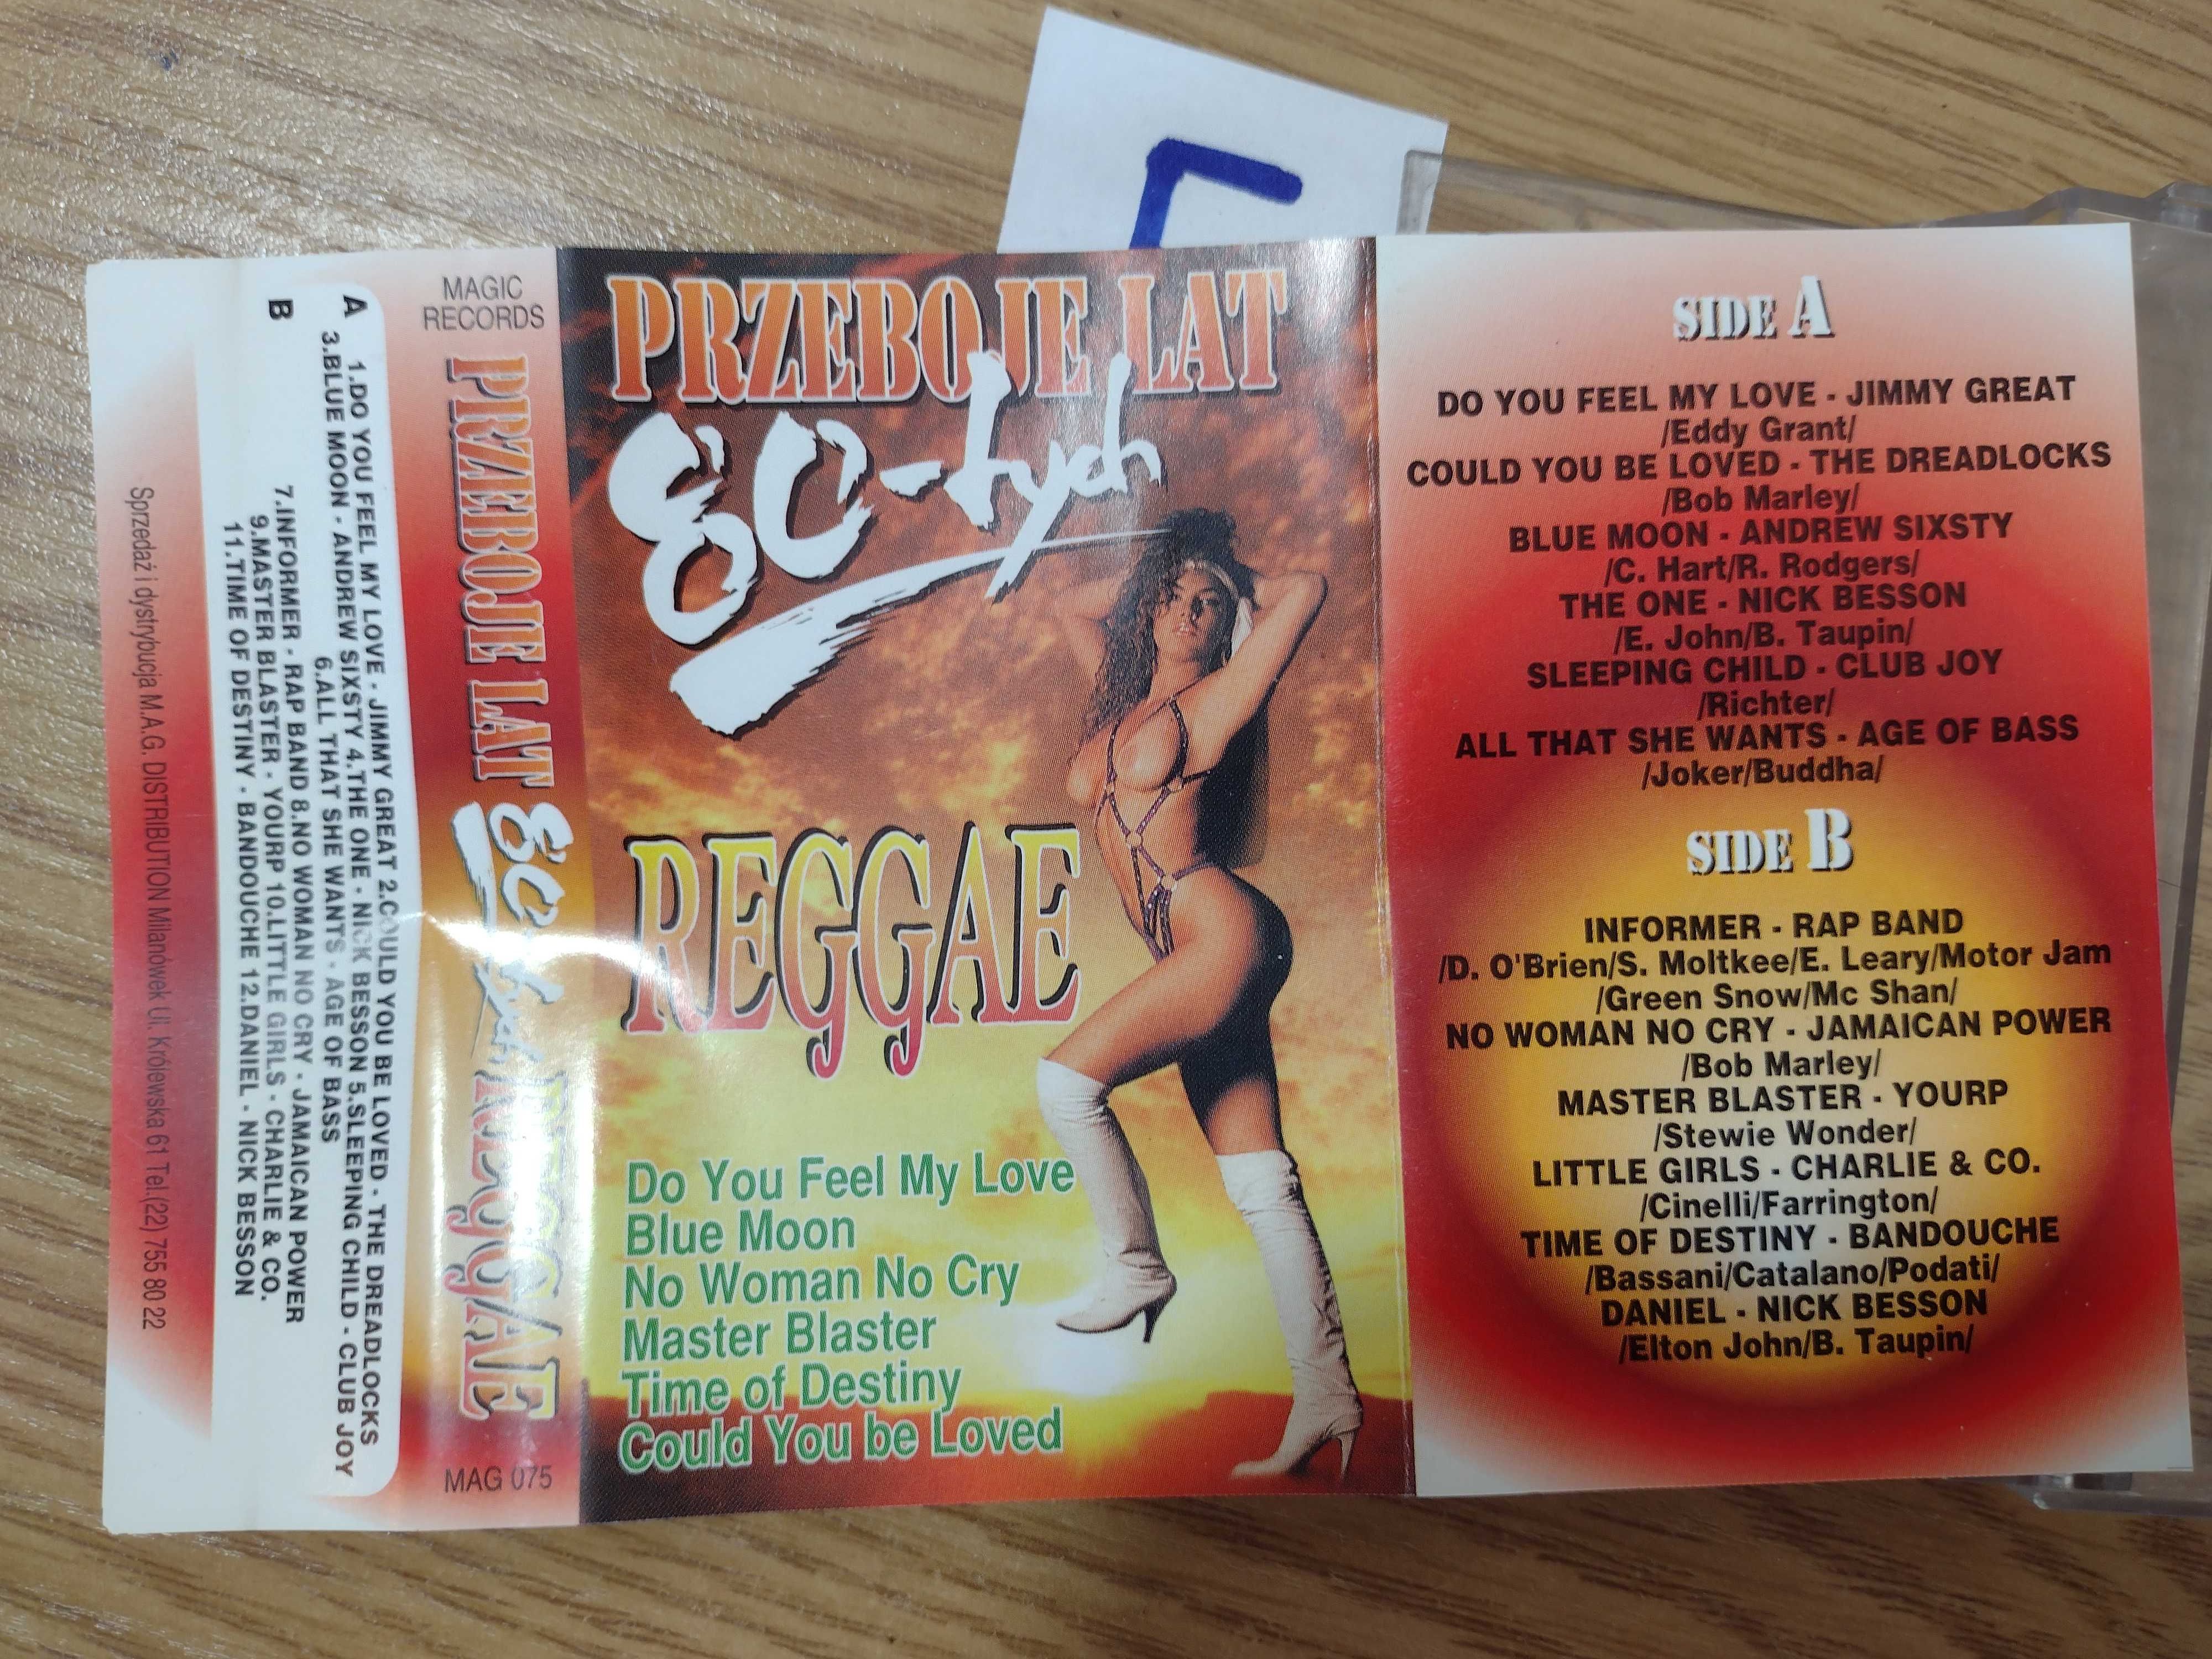 Sprzedaż i dystrybucja M.A.G. DISTRIBUTION Milanówek Ul. Królewska 61 Tel.(22) 755 80 22
A
1.DO YOU FEEL MY LOVE - JIMMY GREAT 2.COULD YOU BE LOVED - THE DREADLOCKS
3.BLUE MOON - ANDREW SIXSTY 4.THE ONE - NICK BESSON 5.SLEEPING CHILD - CLUB JOY
6.ALL THAT SHE WANTS - AGE OF BASS
B
7.INFORMER - RAP BAND 8.NO WOMAN NO CRY - JAMAICAN POWER
9.MASTER BLASTER - YOURP 10.LITTLE GIRLS - CHARLIE & CO.
11.TIME OF DESTINY - BANDOUCHE 12.DANIEL - NICK BESSON
MAGIC
RECORDS
PRZEBOJE LAT 80-tych REGGAE
MAG 075
PRZEBOJE LAT
80-tych
REGGAE
Do You Feel My Love
Blue Moon
No Woman No Cry
Master Blaster
Time of Destiny
Could You be Loved
SIDE A
DO YOU FEEL MY LOVE - JIMMY GREAT
/Eddy Grant/
COULD YOU BE LOVED - THE DREADLOCKS
/Bob Marley/
BLUE MOON - ANDREW SIXSTY
/C. Hart/R. Rodgers/
THE ONE - NICK BESSON
/E. John/B. Taupin/
SLEEPING CHILD - CLUB JOY
/Richter/
ALL THAT SHE WANTS - AGE OF BASS
/Joker/Buddha/
SIDE B
INFORMER - RAP BAND
/D. O'Brien/S. Moltkee/E. Leary/Motor Jam
/Green Snow/Mc Shan/
NO WOMAN NO CRY - JAMAICAN POWER
/Bob Marley/
MASTER BLASTER - YOURP
/Stewie Wonder/
LITTLE GIRLS - CHARLIE & CO.
/Cinelli/Farrington/
TIME OF DESTINY - BANDOUCHE
/Bassani/Catalano/Podati/
DANIEL - NICK BESSON
/Elton John/B. Taupin/